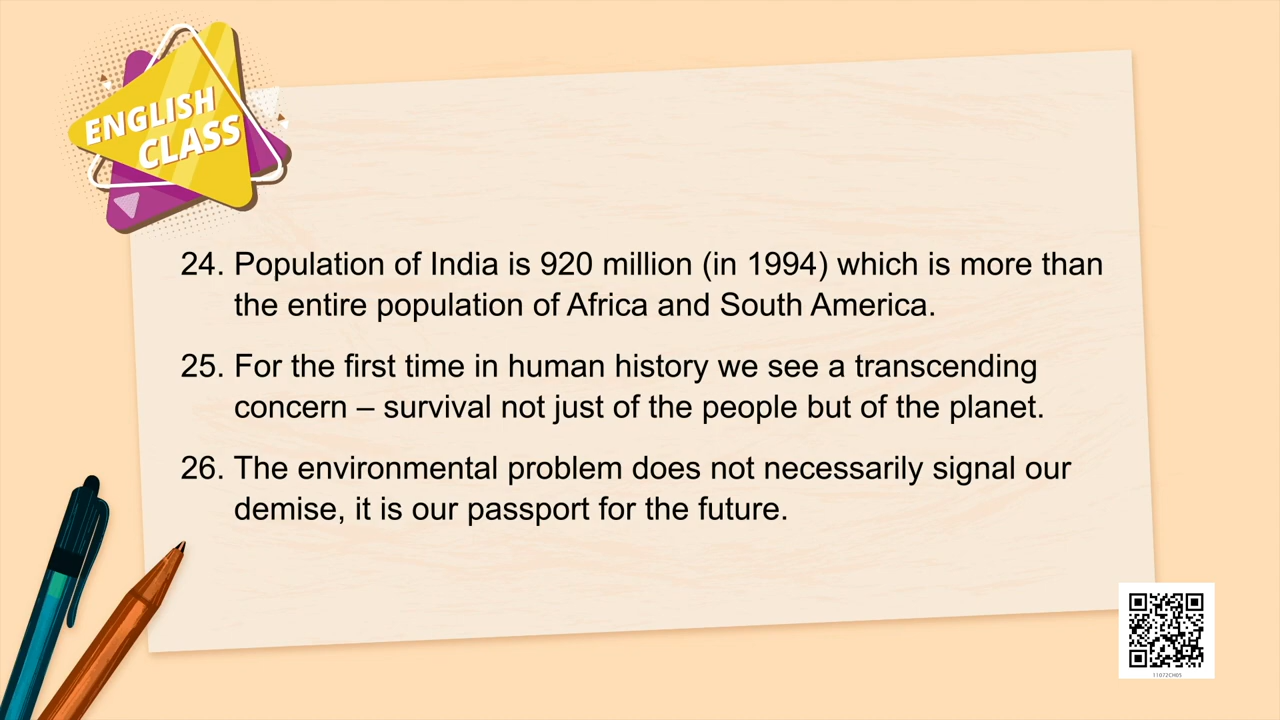 ENGLISH
CLASS
24. Population of India is 920 million (in 1994) which is more than
the entire population of Africa and South America.
25. For the first time in human history we see a transcending
concern – survival not just of the people but of the planet.
26. The environmental problem does not necessarily signal our
demise, it is our passport for the future.
11072CH05